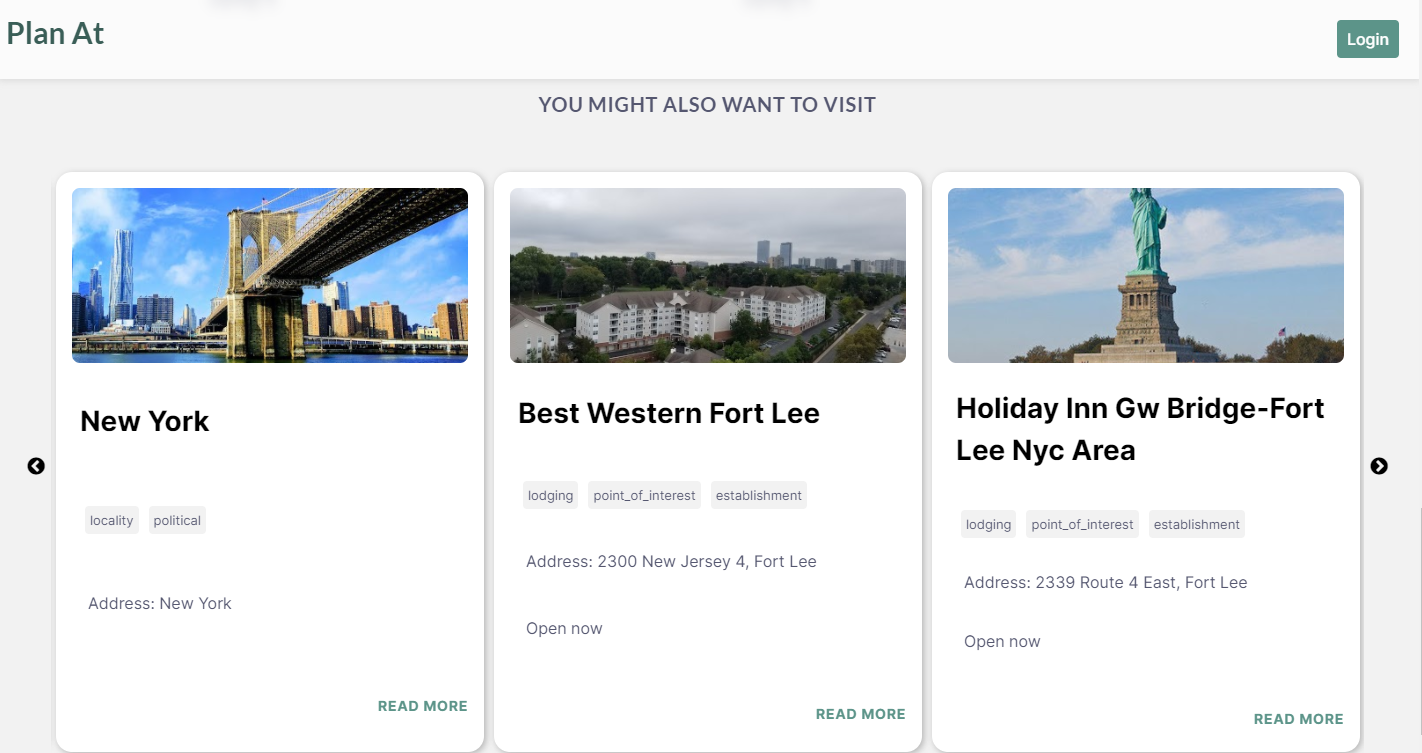 Plan At
Login
YOU MIGHT ALSO WANT TO VISIT
New York
locality political
Address: New York
READ MORE
Best Western Fort Lee
lodging point_of_interest establishment
Address: 2300 New Jersey 4, Fort Lee
Open now
READ MORE
Holiday Inn Gw Bridge-Fort
Lee Nyc Area
lodging point_of_interest establishment
Address: 2339 Route 4 East, Fort Lee
Open now
READ MORE